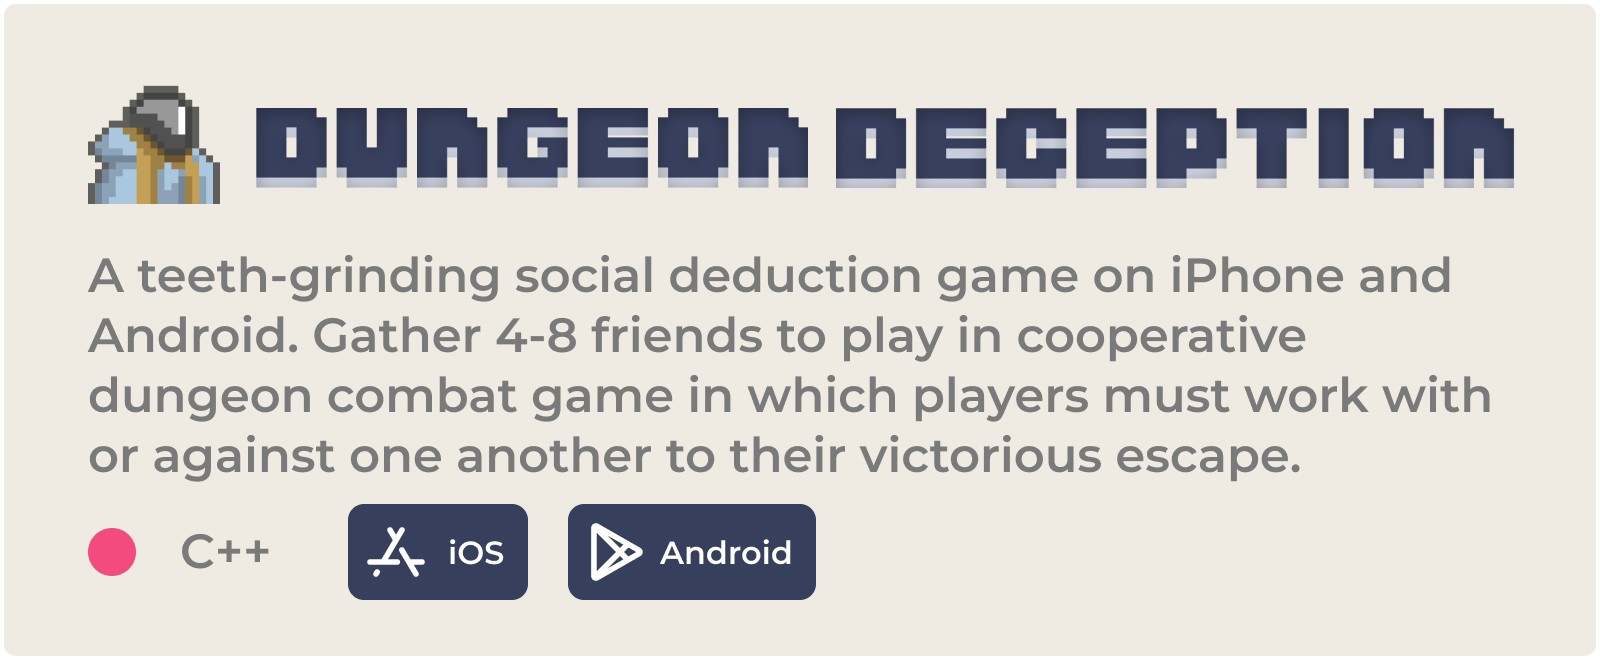 DUNGEON DECEPTION
A teeth-grinding social deduction game on iPhone and
Android. Gather 4-8 friends to play in cooperative
dungeon combat game in which players must work with
or against one another to their victorious escape.
C++ iOS Android